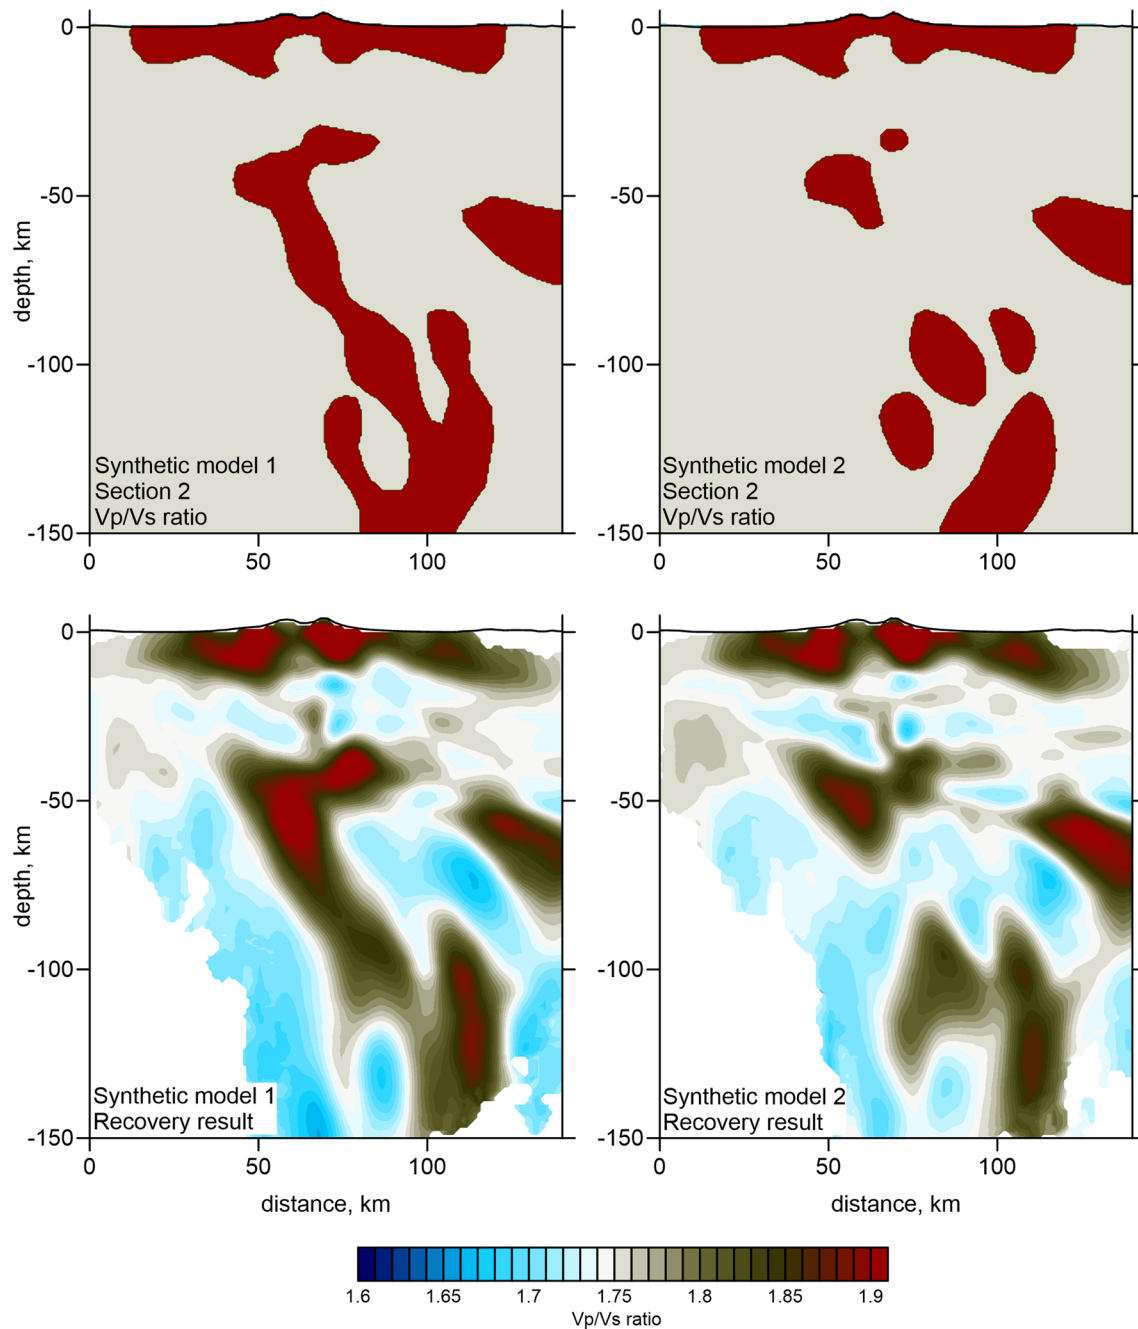 0
-50
-100
-150
depth, km
Synthetic model 1
Section 2
Vp/Vs ratio
0
50
100
0
-50
-100
-150
Synthetic model 2
Section 2
Vp/Vs ratio
0
50
100
0
-50
-100
-150
depth, km
Synthetic model 1
Recovery result
0
50
100
distance, km
0
-50
-100
-150
Synthetic model 2
Recovery result
0
50
100
distance, km
1.6
1.65
1.7
1.75
1.8
1.85
1.9
Vp/Vs ratio